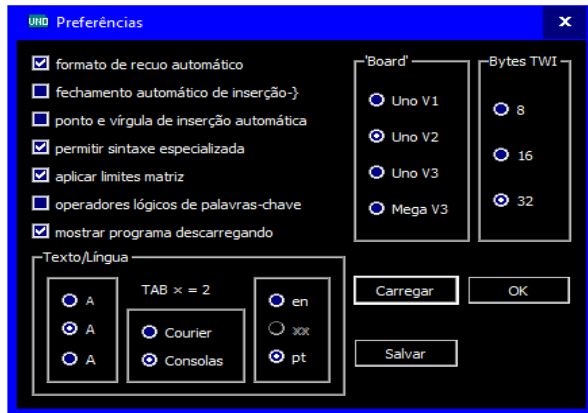 UNO Preferências x
formato de recuo automático
fechamento automático de inserção-}
ponto e vírgula de inserção automática
permitir sintaxe especializada
aplicar limites matriz
operadores lógicos de palavras-chave
mostrar programa descarregando
'Board'
Uno V1
Uno V2
Uno V3
Mega V3
Bytes TWI
8
16
32
Texto/Língua
A
A
A
TAB × = 2
Courier
Consolas
en
xx
pt
Carregar
OK
Salvar